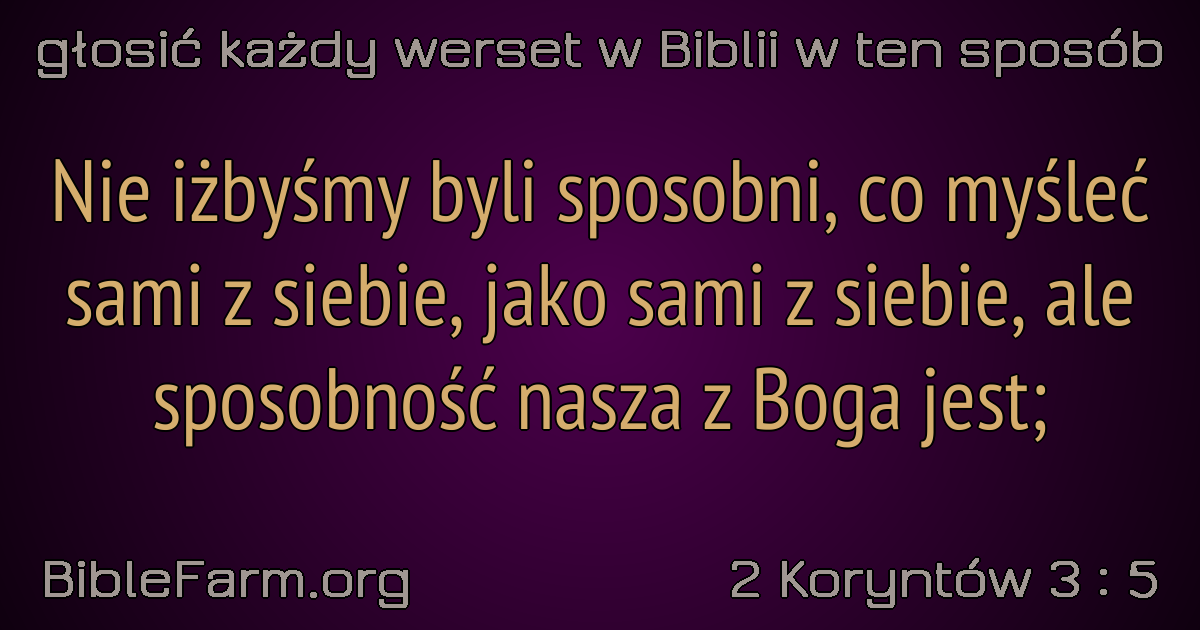 głosić każdy werset w Biblii w ten sposób
Nie iżbyśmy byli sposobni, co myśleć
sami z siebie, jako sami z siebie, ale
sposobność nasza z Boga jest;
BibleFarm.org
2 Koryntów 3 : 5